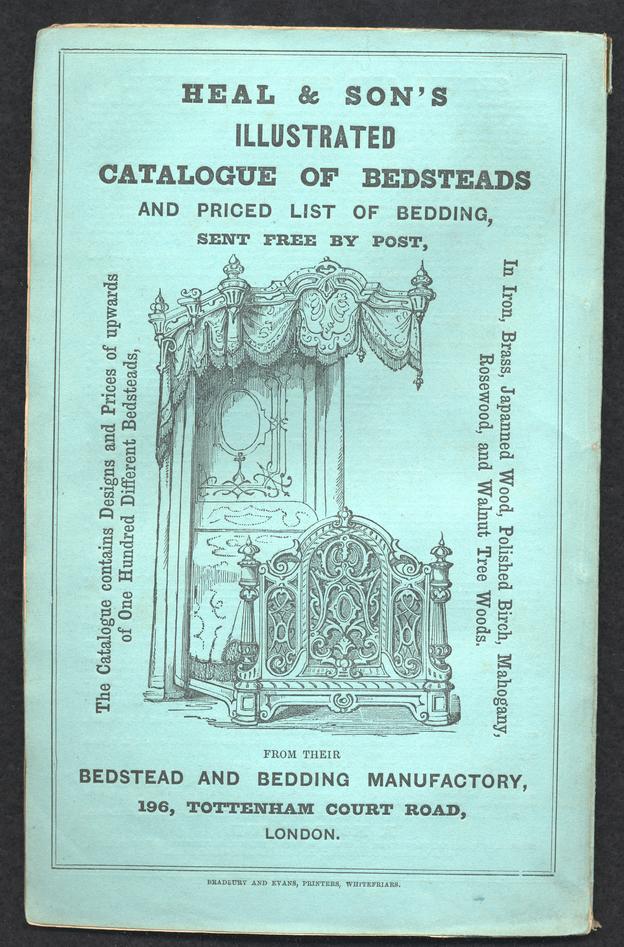 HEAL & SON'S
ILLUSTRATED
CATALOGUE OF BEDSTEADS
AND PRICED LIST OF BEDDING,
SENT FREE BY POST,
The Catalogue contains Designs and Prices of upwards
of One Hundred Different Bedsteads,
In Iron, Brass, Japanned Wood, Polished Birch, Mahogany,
Rosewood, and Walnut Tree Woods.
FROM THEIR
BEDSTEAD AND BEDDING MANUFACTORY,
196, TOTTENHAM COURT ROAD,
LONDON.
BRADBURY AND EVANS, PRINTERS, WHITEFRIARS.